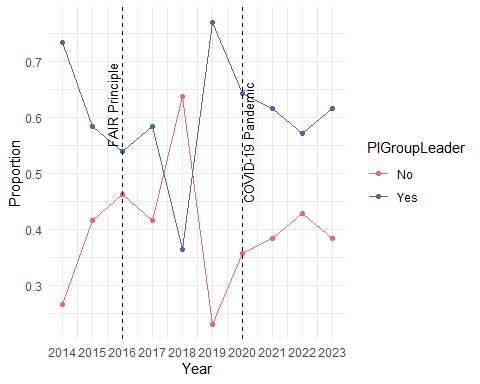 0.7
0.6
0.5
0.4
0.3
Proportion
FAIR Principle
COVID-19 Pandemic
2014 2015 2016 2017 2018 2019 2020 2021 2022 2023
Year
PIGroupLeader
No
Yes